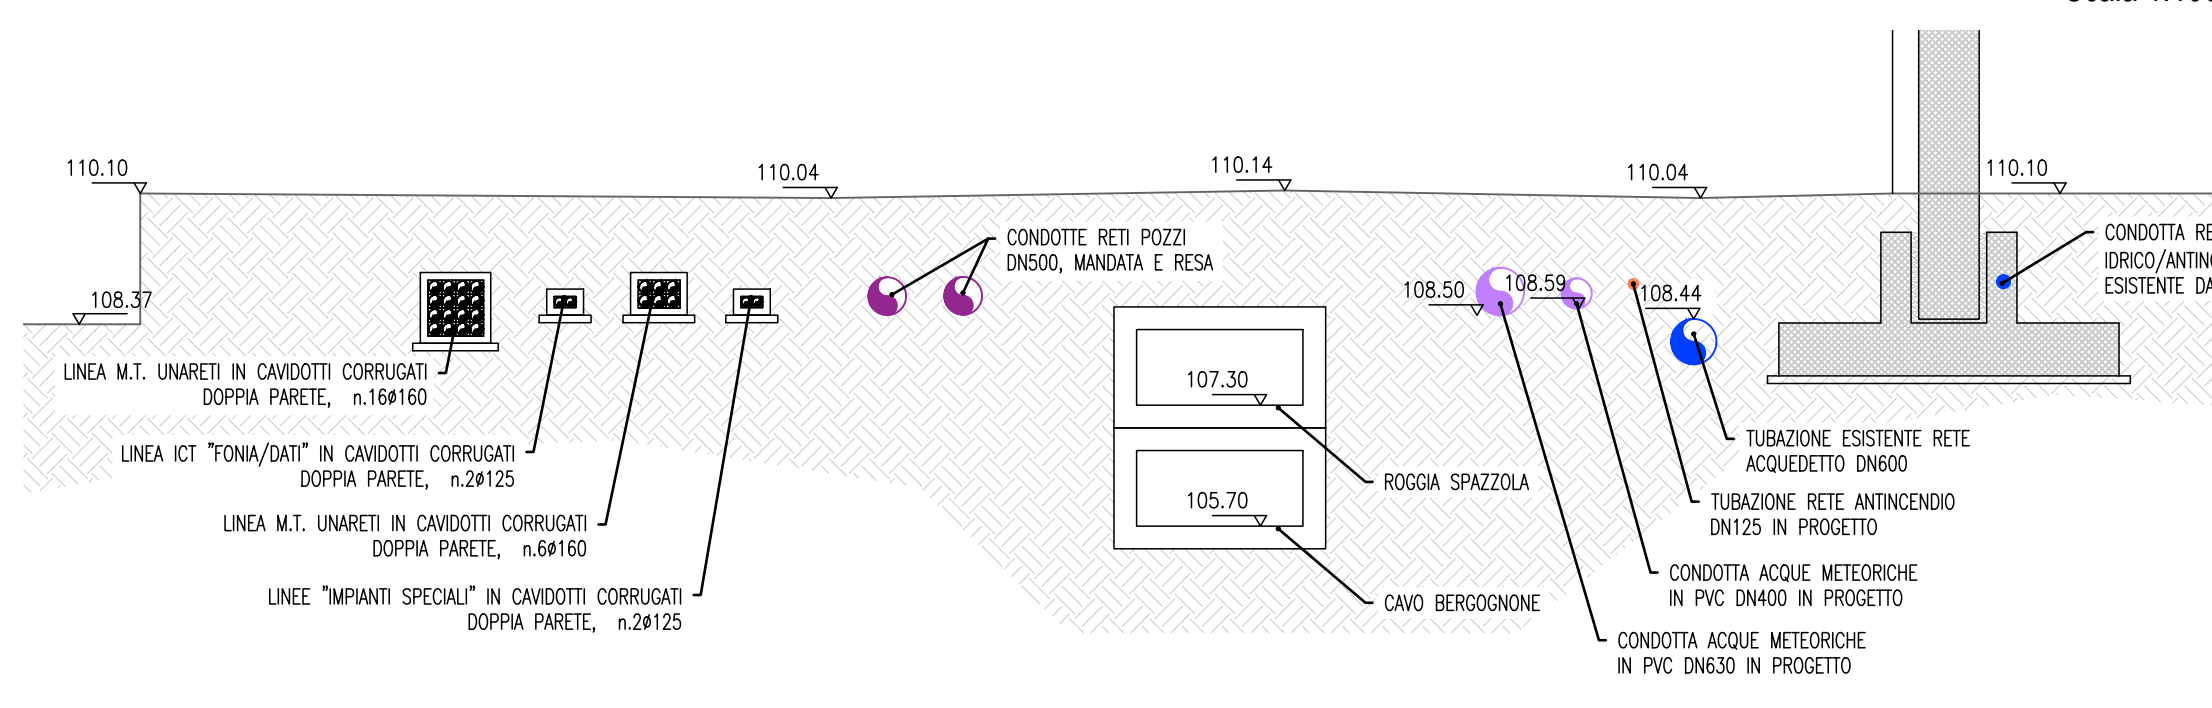 110.10
110.04
110.14
110.04
110.10
108.37
CONDOTTE RETI POZZI
DN500, MANDATA E RESA
CONDOTTA
IDRICO/
ESISTENTE
108.50
108.59
108.44
LINEA M.T. UNARETI IN CAVIDOTTI CORRUGATI
DOPPIA PARETE, n.16ø160
107.30
LINEA ICT "FONIA/DATI" IN CAVIDOTTI CORRUGATI
DOPPIA PARETE, n.2ø125
TUBAZIONE ESISTENTE RETE
ACQUEDETTO DN600
ROGGIA SPAZZOLA
105.70
TUBAZIONE RETE ANTINCENDIO
DN125 IN PROGETTO
LINEA M.T. UNARETI IN CAVIDOTTI CORRUGATI
DOPPIA PARETE, n.6ø160
CONDOTTA ACQUE METEORICHE
IN PVC DN400 IN PROGETTO
LINEE "IMPIANTI SPECIALI" IN CAVIDOTTI CORRUGATI
DOPPIA PARETE, n.2ø125
CAVO BERGOGNONE
CONDOTTA ACQUE METEORICHE
IN PVC DN630 IN PROGETTO